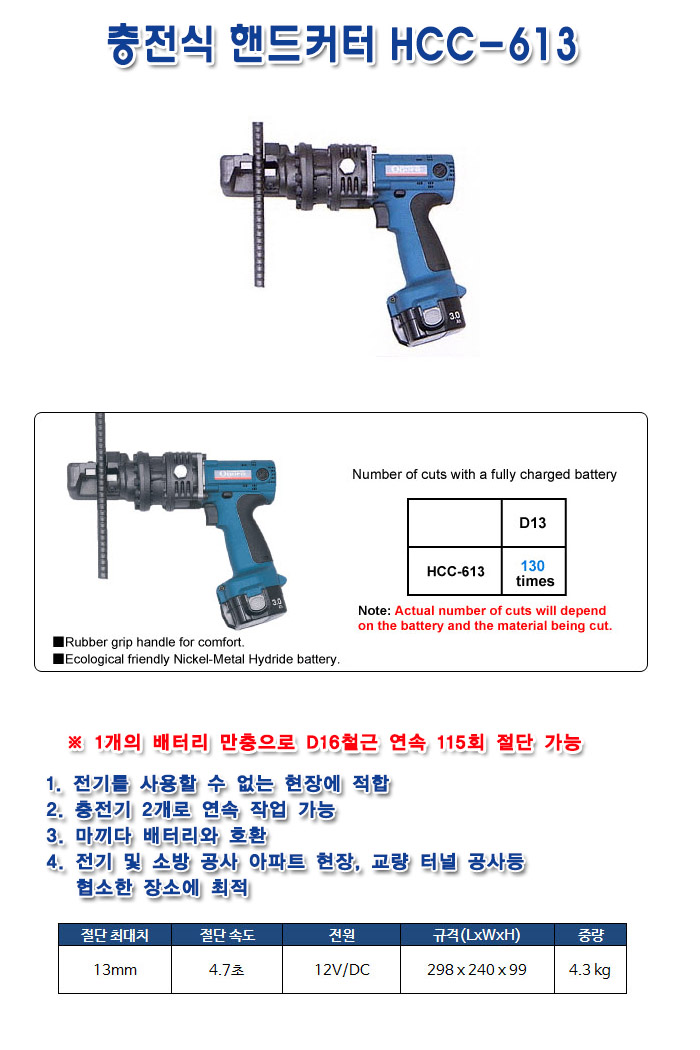 충전식 핸드커터 HCC-613
3.0
Number of cuts with a fully charged battery
D13
HCC-613
130
times
Note: Actual number of cuts will depend
on the battery and the material being cut.
3.0
■Rubber grip handle for comfort.
■Ecological friendly Nickel-Metal Hydride battery.
※ 1개의 배터리 만충으로 D16철근 연속 115회 절단 가능
1. 전기를 사용할 수 없는 현장에 적합
2. 충전기 2개로 연속 작업 가능
3. 마끼다 배터리와 호환
4. 전기 및 소방 공사 아파트 현장, 교량 터널 공사등
협소한 장소에 최적
절단 최대치 절단 속도 전원 규격(LxWxH) 중량
13mm 4.7초 12V/DC 298 x 240 x 99 4.3 kg